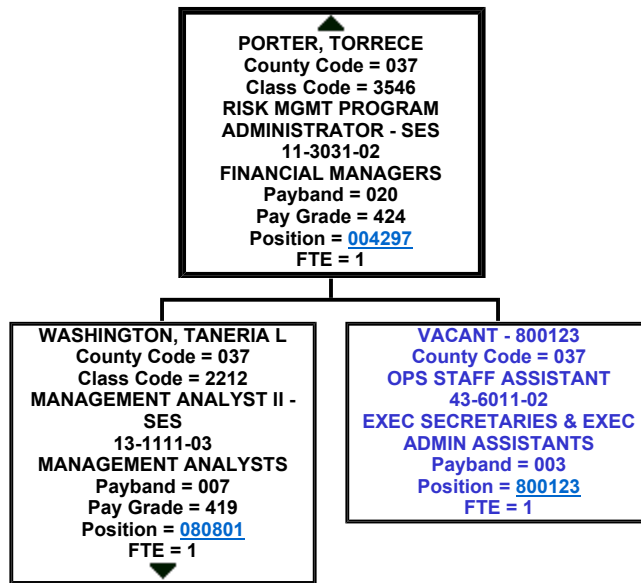 PORTER, TORRECE
County Code = 037
Class Code = 3546
RISK MGMT PROGRAM
ADMINISTRATOR - SES
11-3031-02
FINANCIAL MANAGERS
Payband = 020
Pay Grade = 424
Position = 004297
FTE = 1
WASHINGTON, TANERIA L
County Code = 037
Class Code = 2212
MANAGEMENT ANALYST II -
SES
13-1111-03
MANAGEMENT ANALYSTS
Payband = 007
Pay Grade = 419
Position = 080801
FTE = 1
VACANT - 800123
County Code = 037
OPS STAFF ASSISTANT
43-6011-02
EXEC SECRETARIES & EXEC
ADMIN ASSISTANTS
Payband = 003
Position = 800123
FTE = 1